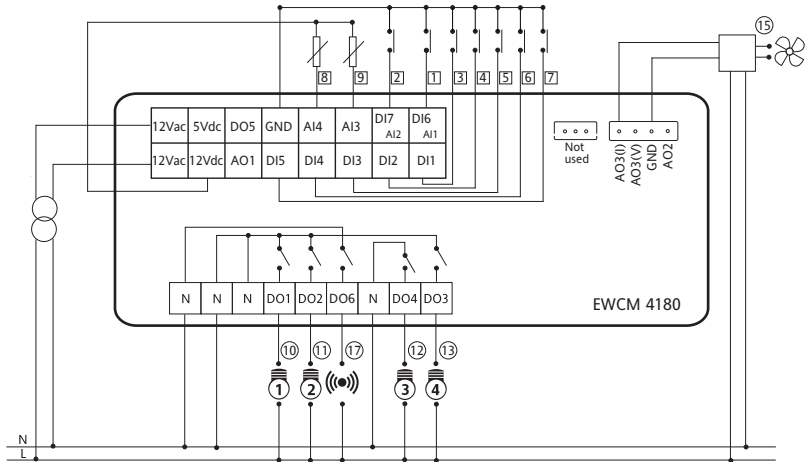 15
8 9 2 1 3 4 5 6 7
12Vac 5Vdc DO5 GND AI4 AI3 DI7 AI2 DI6 AI1
12Vac 12Vdc AO1 DI5 DI4 DI3 DI2 DI1
Not
used
AO3(I)
AO3(V)
GND
AO2
N N N DO1 DO2 DO6 N DO4 DO3
EWCM 4180
10 11 17 12 13
1 2 3 4
N
L